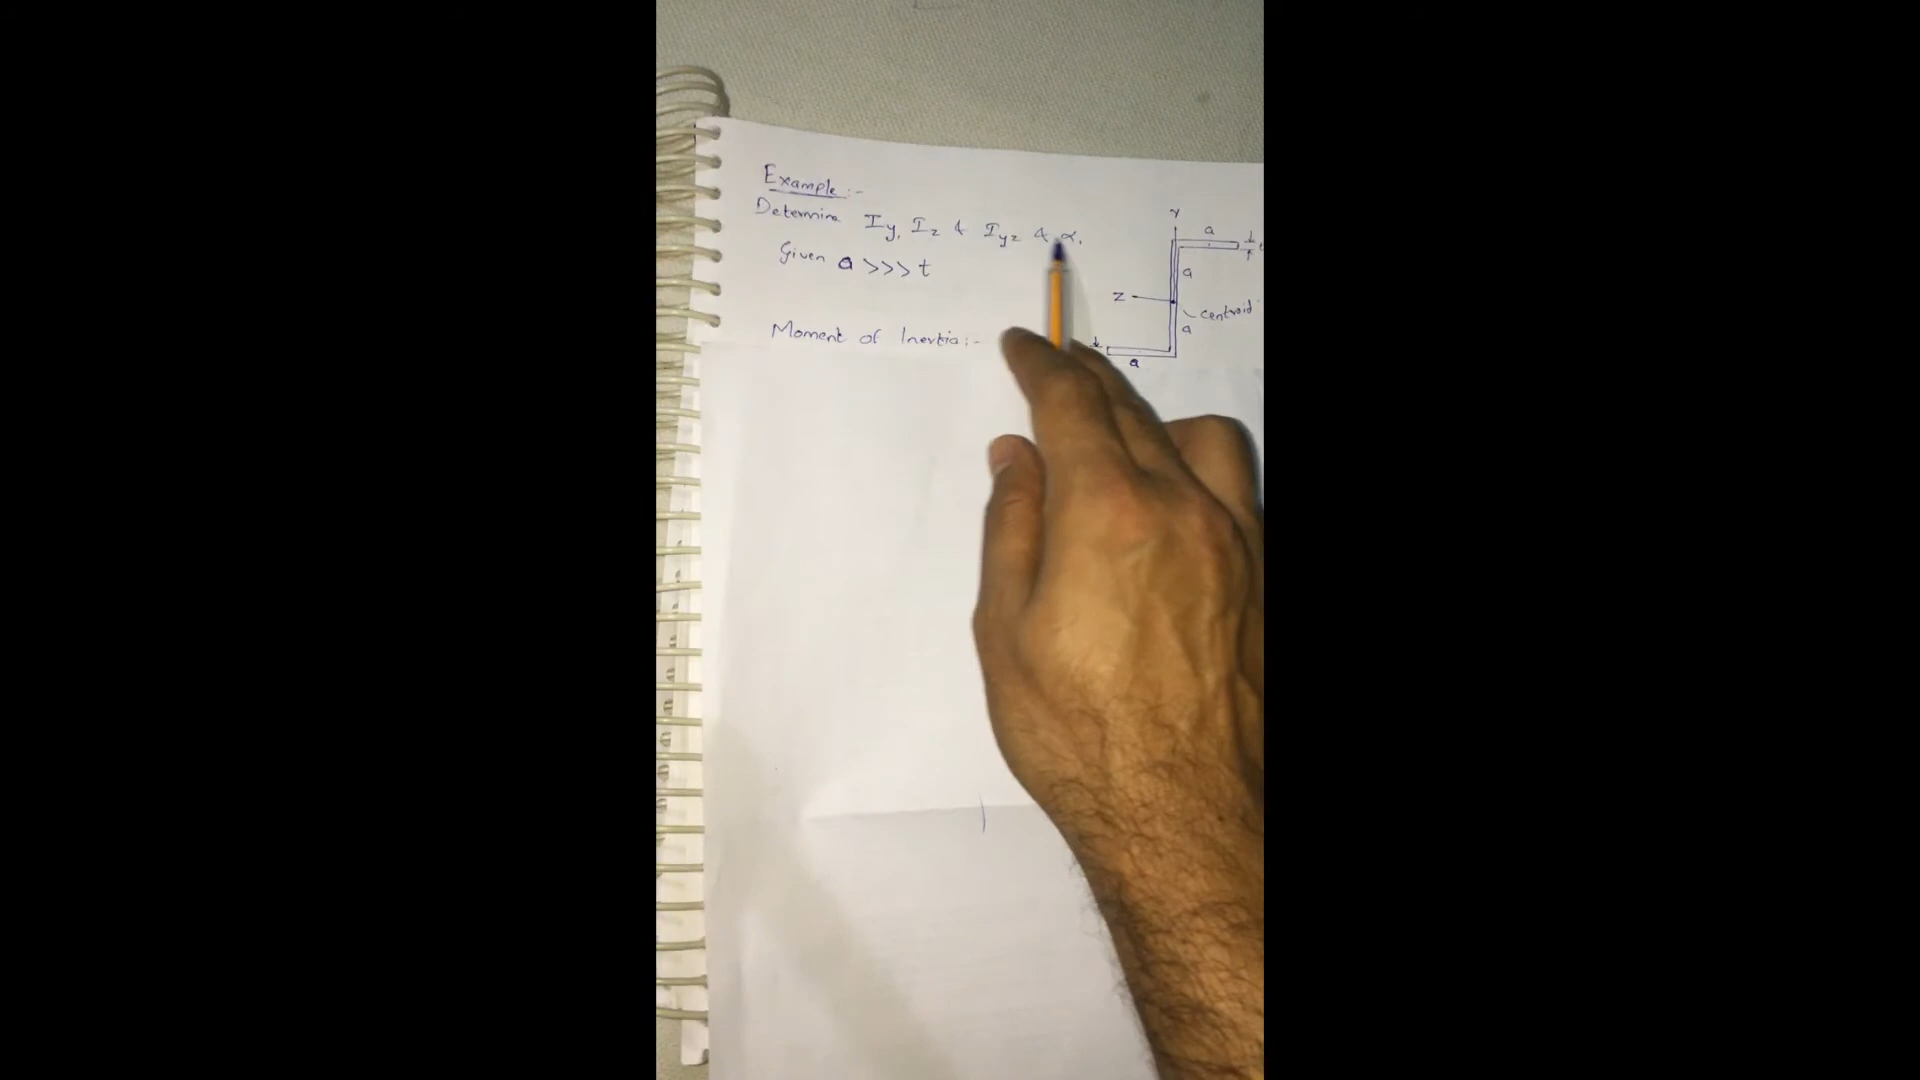 Example:-
Determine Iy, Iz & Iyz & α.
Given a >>> t
Moment of Inertia:-
Y
a
a
Z
centroid
a
a